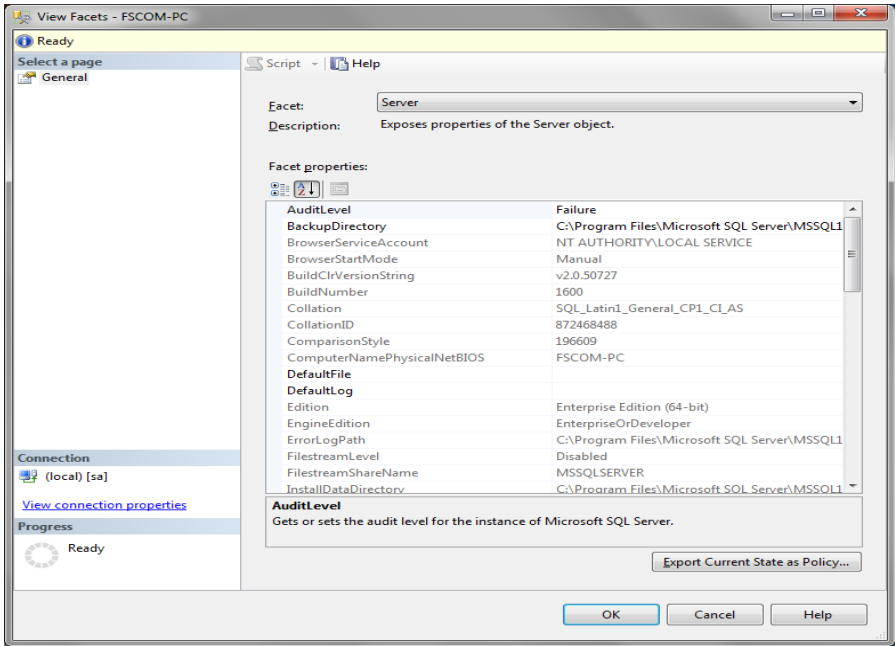 View Facets - FSCOM-PC
Ready
Select a page
General
Script
Help
Facet: Server
Description: Exposes properties of the Server object.
Facet properties:
AuditLevel Failure
BackupDirectory C:\Program Files\Microsoft SQL Server\MSSQL1
BrowserServiceAccount NT AUTHORITY\LOCAL SERVICE
BrowserStartMode Manual
BuildClrVersionString v2.0.50727
BuildNumber 1600
Collation SQL_Latin1_General_CP1_CI_AS
CollationID 872468488
ComparisonStyle 196609
ComputerNamePhysicalNetBIOS FSCOM-PC
DefaultFile
DefaultLog
Edition Enterprise Edition (64-bit)
EngineEdition EnterpriseOrDeveloper
ErrorLogPath C:\Program Files\Microsoft SQL Server\MSSQL1
FilestreamLevel Disabled
FilestreamShareName MSSQLSERVER
InstallDataDirectory C:\Program Files\Microsoft SQL Server\MSSQL1
AuditLevel
Gets or sets the audit level for the instance of Microsoft SQL Server.
Export Current State as Policy...
Connection
(local) [sa]
View connection properties
Progress
Ready
OK
Cancel
Help